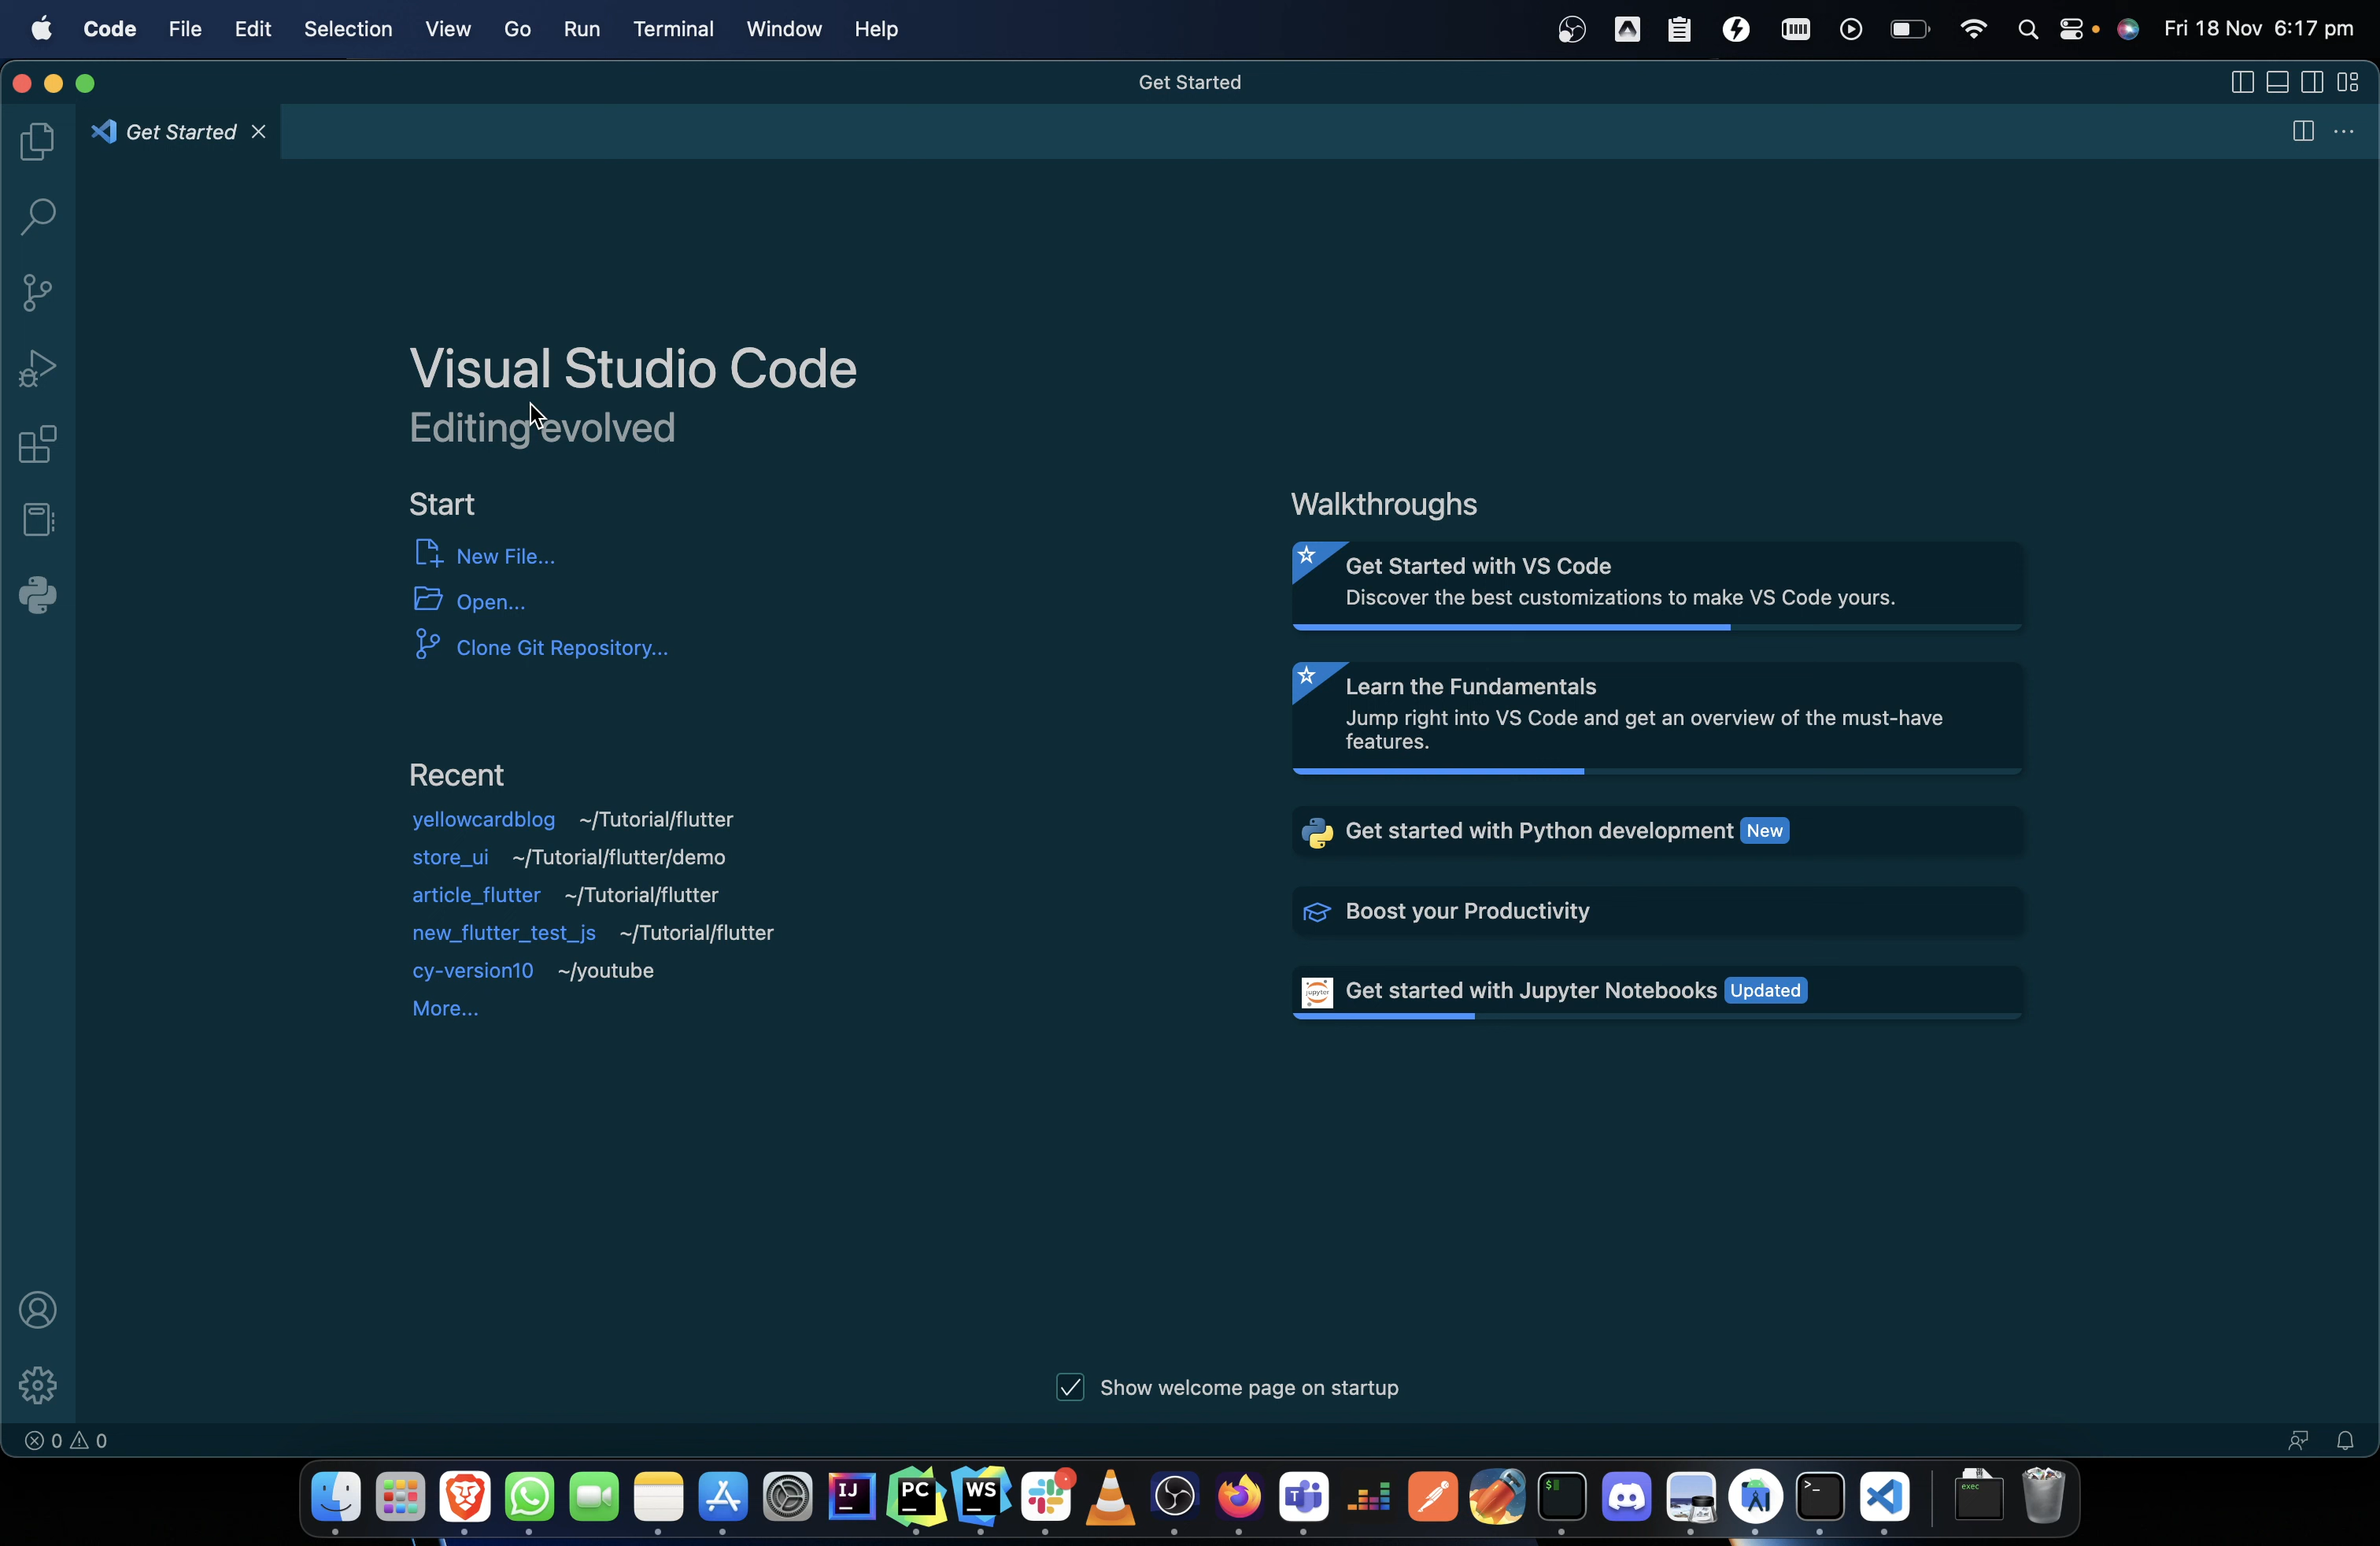 Code File Edit Selection View Go Run Terminal Window Help Fri 18 Nov 6:17 pm
Get Started
Get Started
Visual Studio Code
Editing evolved
Start
New File...
Open...
Clone Git Repository...
Recent
yellowcardblog ~/Tutorial/flutter
store_ui ~/Tutorial/flutter/demo
article_flutter ~/Tutorial/flutter
new_flutter_test_js ~/Tutorial/flutter
cy-version10 ~/youtube
More...
Walkthroughs
Get Started with VS Code
Discover the best customizations to make VS Code yours.
Learn the Fundamentals
Jump right into VS Code and get an overview of the must-have
features.
Get started with Python development New
Boost your Productivity
jupyter Get started with Jupyter Notebooks Updated
Show welcome page on startup
0 0
IJ PC WS $ T >_ exec